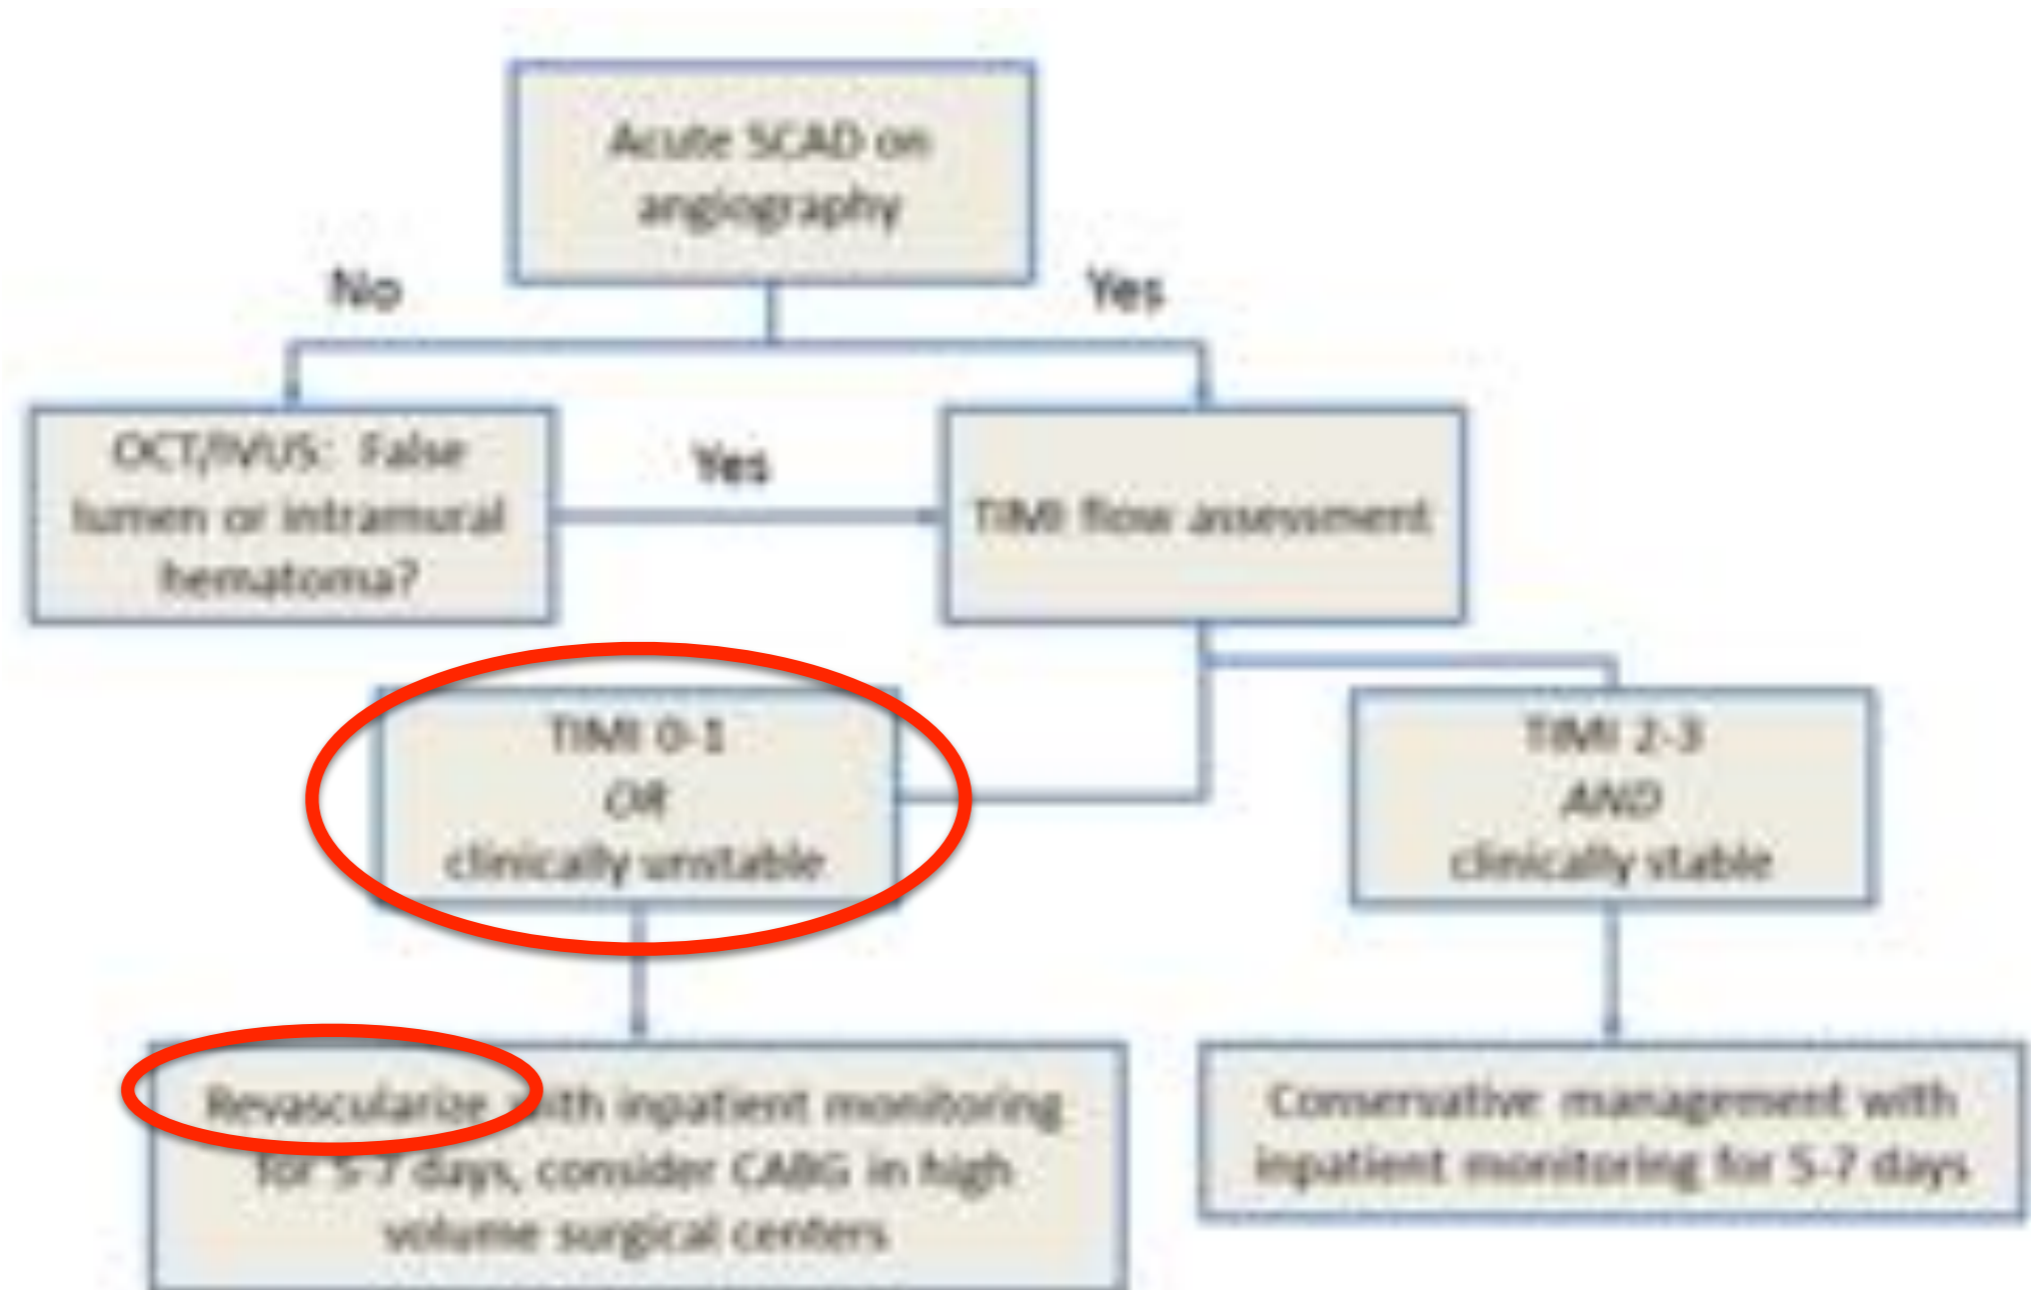 Acute SCAD on
angiography
No
Yes
OCT/IVUS: False
lumen or intramural
hematoma?
Yes
TIMI flow assessment
TIMI 0-1
OR
clinically unstable
TIMI 2-3
AND
clinically stable
Revascularize with inpatient monitoring
for 5-7 days, consider CABG in high
volume surgical centers
Conservative management with
inpatient monitoring for 5-7 days